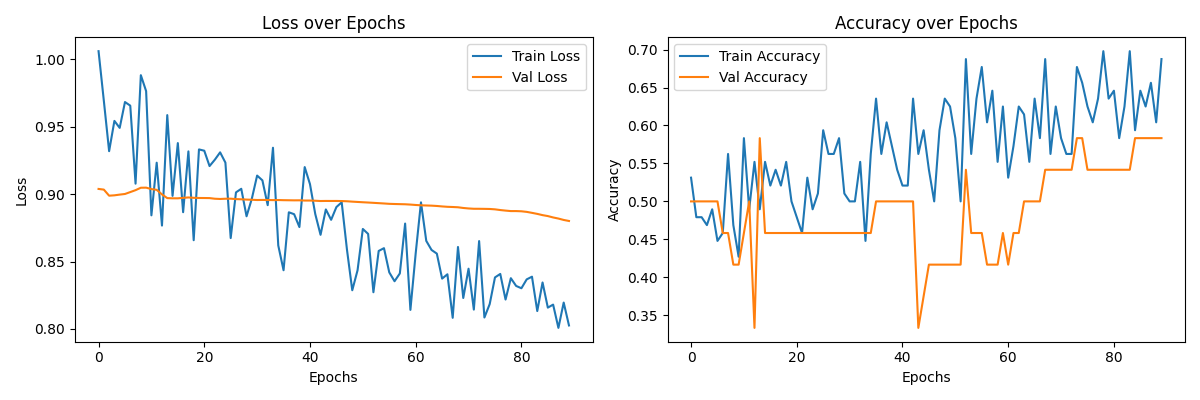 Loss over Epochs
Train Loss
Val Loss
1.00
0.95
0.90
0.85
0.80
Loss
0
20
40
60
80
Epochs
Accuracy over Epochs
Train Accuracy
Val Accuracy
0.70
0.65
0.60
0.55
0.50
0.45
0.40
0.35
Accuracy
0
20
40
60
80
Epochs